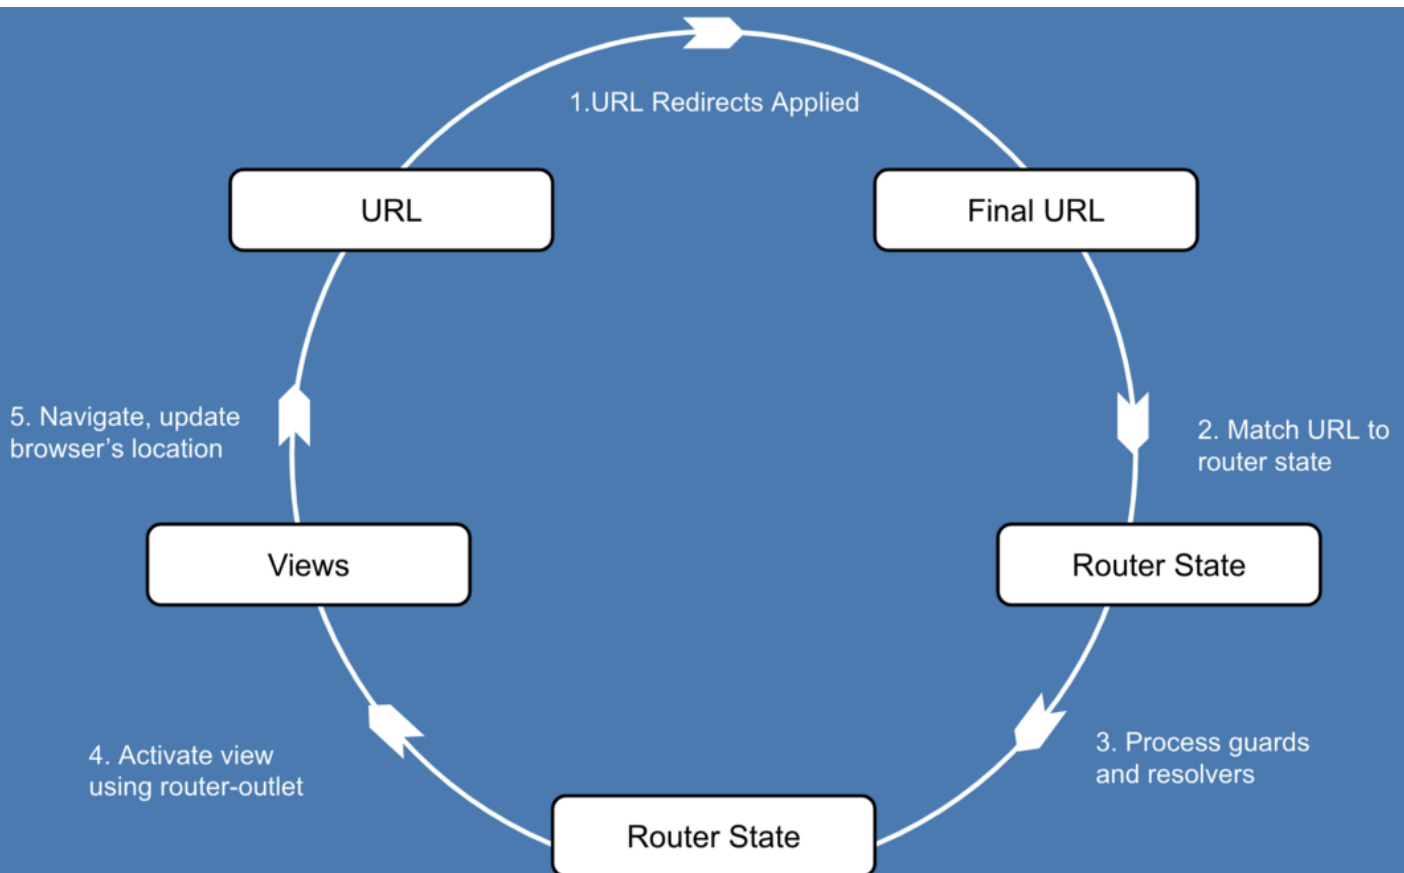 1.URL Redirects Applied
URL
Final URL
5. Navigate, update
browser’s location
2. Match URL to
router state
Views
Router State
4. Activate view
using router-outlet
3. Process guards
and resolvers
Router State